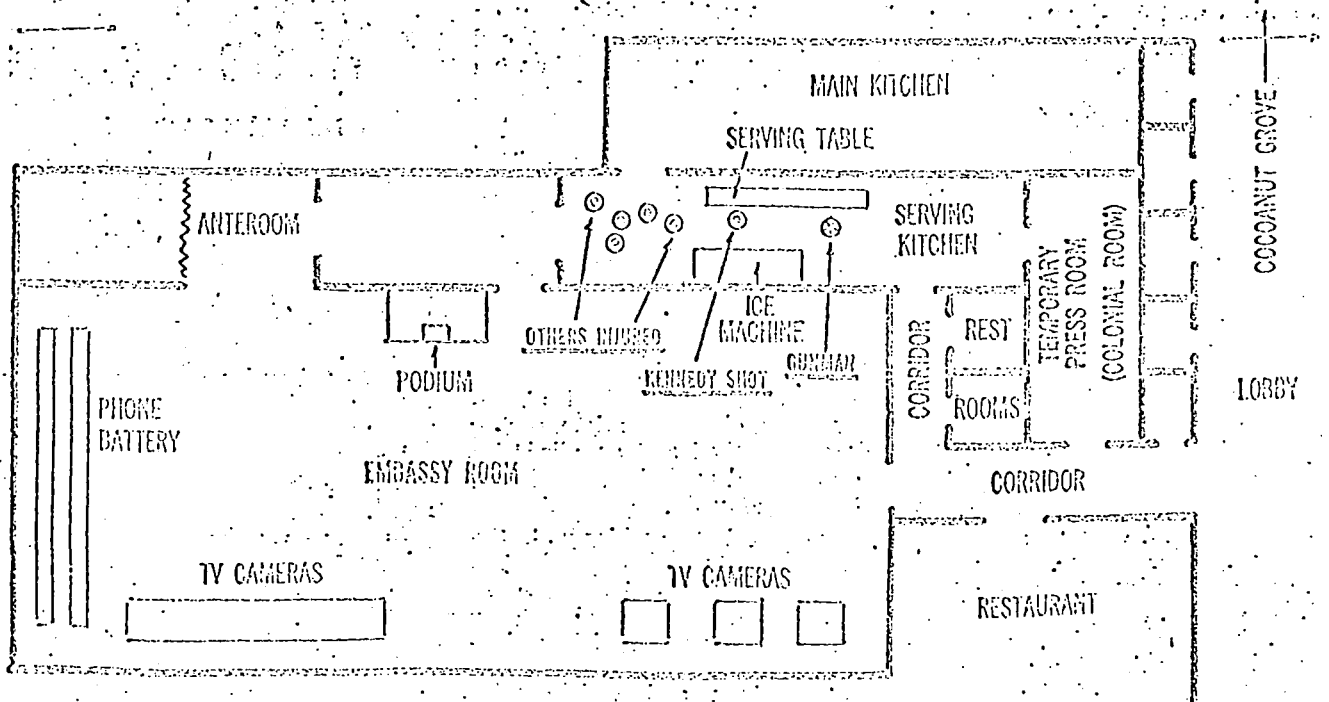 MAIN KITCHEN
COCOANUT GROVE
SERVING TABLE
ANTEROOM
SERVING
KITCHEN
TEMPORARY
PRESS ROOM
(COLONIAL ROOM)
OTHERS INJURED
ICE
MACHINE
KENNEDY SHOT
GUNMAN
PODIUM
CORRIDOR
REST
ROOMS
LOBBY
PHONE
BATTERY
EMBASSY ROOM
CORRIDOR
TV CAMERAS
TV CAMERAS
RESTAURANT